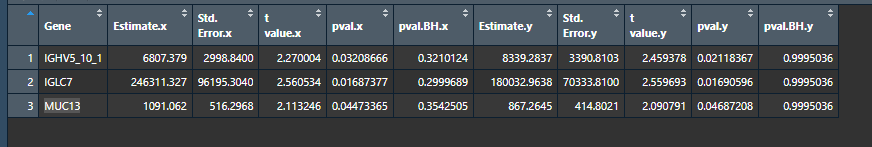 Gene Estimate.x Std. Error.x t value.x pval.x pval.BH.x Estimate.y Std. Error.y t value.y pval.y pval.BH.y
1 IGHV5_10_1 6807.379 2998.8400 2.270004 0.03208666 0.3210124 8339.2837 3390.8103 2.459378 0.02118367 0.9995036
2 IGLC7 246311.327 96195.3040 2.560534 0.01687377 0.2999689 180032.9638 70333.8100 2.559693 0.01690596 0.9995036
3 MUC13 1091.062 516.2968 2.113246 0.04473365 0.3542505 867.2645 414.8021 2.090791 0.04687208 0.9995036